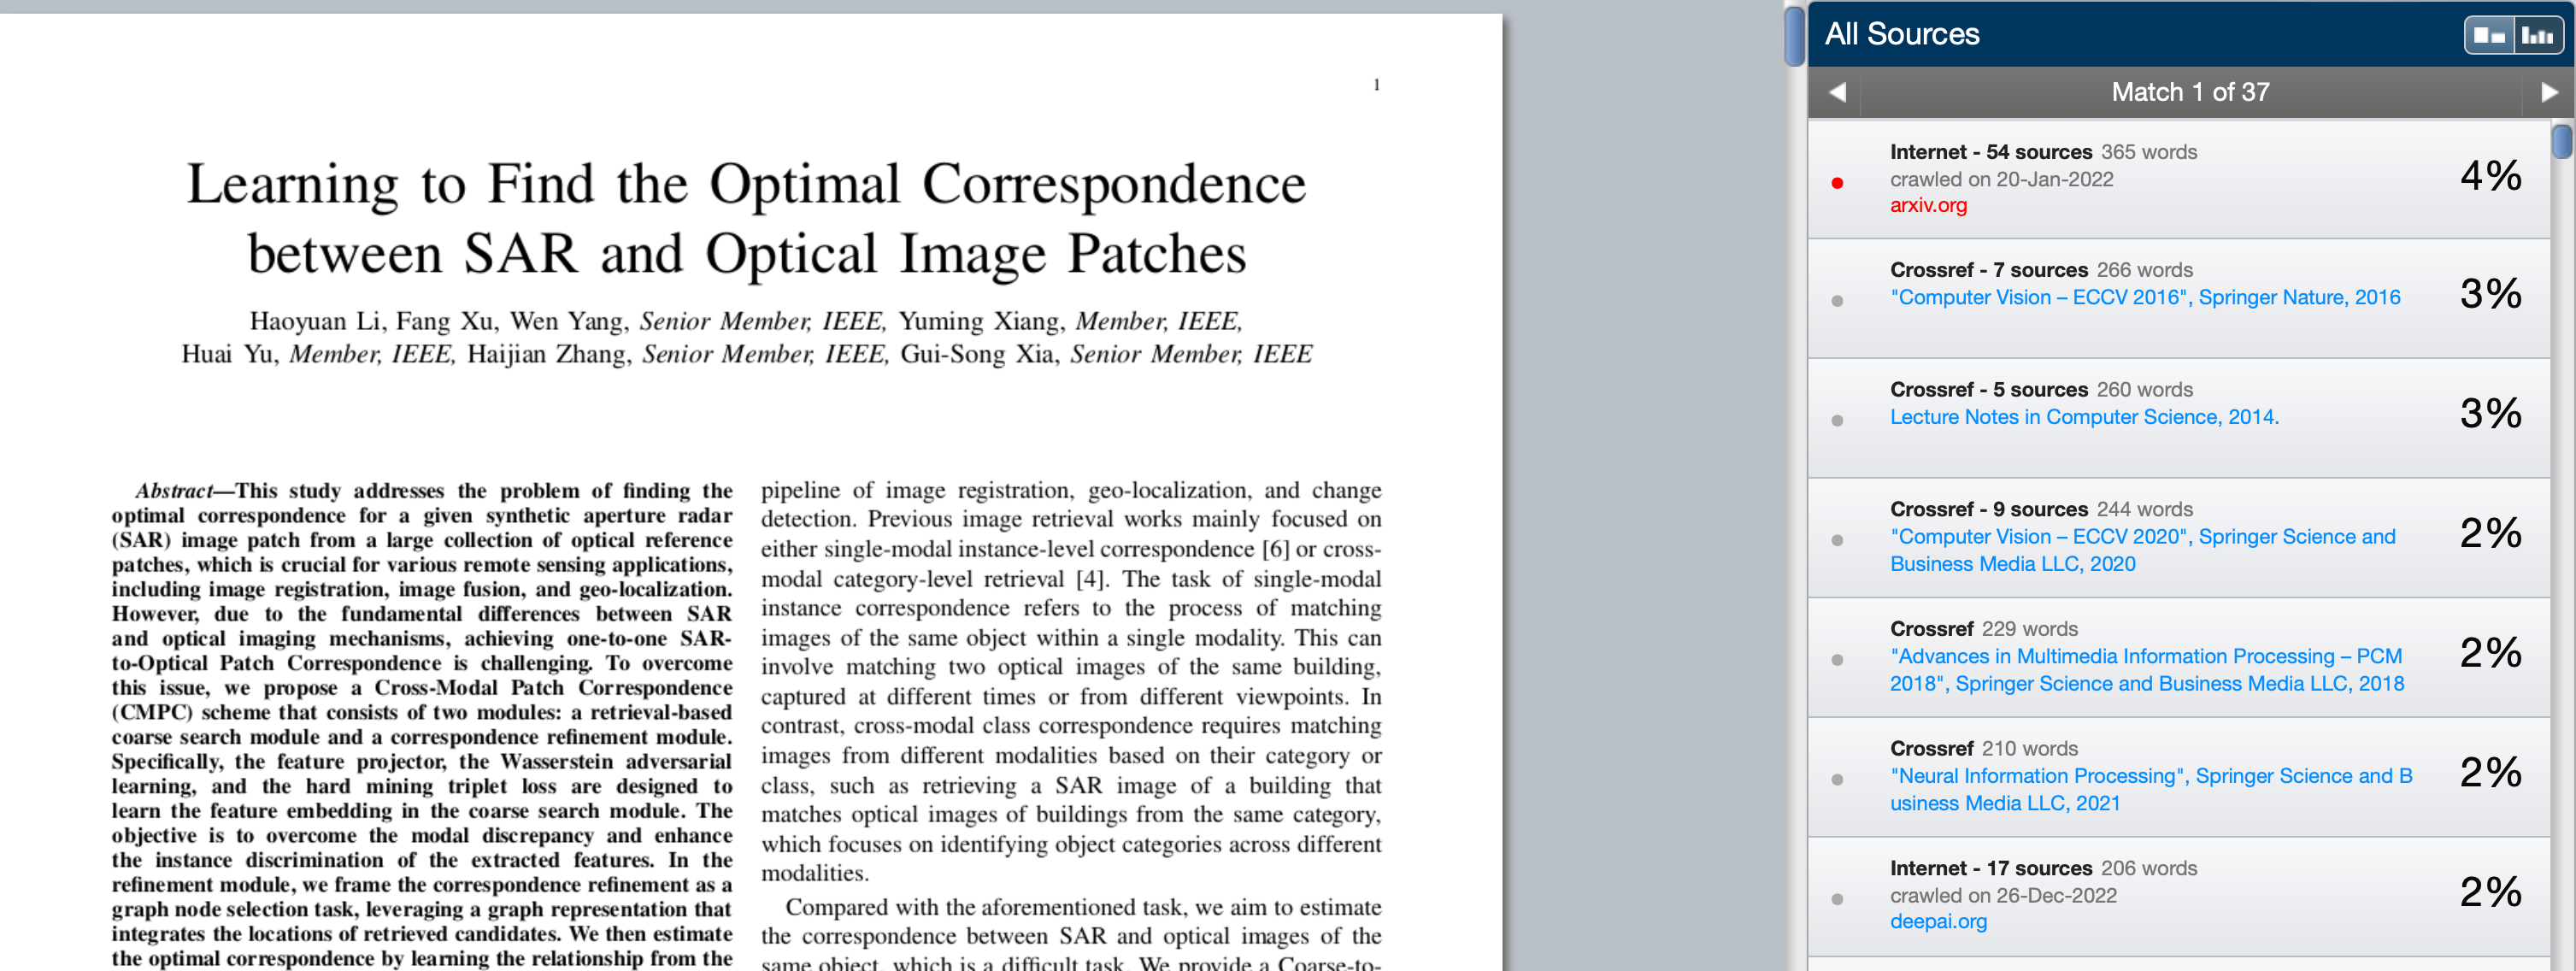 1
Learning to Find the Optimal Correspondence
between SAR and Optical Image Patches
Haoyuan Li, Fang Xu, Wen Yang, Senior Member, IEEE, Yuming Xiang, Member, IEEE,
Huai Yu, Member, IEEE, Haijian Zhang, Senior Member, IEEE, Gui-Song Xia, Senior Member, IEEE
Abstract—This study addresses the problem of finding the
optimal correspondence for a given synthetic aperture radar
(SAR) image patch from a large collection of optical reference
patches, which is crucial for various remote sensing applications,
including image registration, image fusion, and geo-localization.
However, due to the fundamental differences between SAR
and optical imaging mechanisms, achieving one-to-one SAR-
to-Optical Patch Correspondence is challenging. To overcome
this issue, we propose a Cross-Modal Patch Correspondence
(CMPC) scheme that consists of two modules: a retrieval-based
coarse search module and a correspondence refinement module.
Specifically, the feature projector, the Wasserstein adversarial
learning, and the hard mining triplet loss are designed to
learn the feature embedding in the coarse search module. The
objective is to overcome the modal discrepancy and enhance
the instance discrimination of the extracted features. In the
refinement module, we frame the correspondence refinement as a
graph node selection task, leveraging a graph representation that
integrates the locations of retrieved candidates. We then estimate
the optimal correspondence by learning the relationship from the
pipeline of image registration, geo-localization, and change
detection. Previous image retrieval works mainly focused on
either single-modal instance-level correspondence [6] or cross-
modal category-level retrieval [4]. The task of single-modal
instance correspondence refers to the process of matching
images of the same object within a single modality. This can
involve matching two optical images of the same building,
captured at different times or from different viewpoints. In
contrast, cross-modal class correspondence requires matching
images from different modalities based on their category or
class, such as retrieving a SAR image of a building that
matches optical images of buildings from the same category,
which focuses on identifying object categories across different
modalities.
Compared with the aforementioned task, we aim to estimate
the correspondence between SAR and optical images of the
same object, which is a difficult task. We provide a Coarse-to-
All Sources
Match 1 of 37
Internet - 54 sources 365 words
crawled on 20-Jan-2022
arxiv.org
4%
Crossref - 7 sources 266 words
"Computer Vision – ECCV 2016", Springer Nature, 2016
3%
Crossref - 5 sources 260 words
Lecture Notes in Computer Science, 2014.
3%
Crossref - 9 sources 244 words
"Computer Vision – ECCV 2020", Springer Science and
Business Media LLC, 2020
2%
Crossref 229 words
"Advances in Multimedia Information Processing – PCM
2018", Springer Science and Business Media LLC, 2018
2%
Crossref 210 words
"Neural Information Processing", Springer Science and B
usiness Media LLC, 2021
2%
Internet - 17 sources 206 words
crawled on 26-Dec-2022
deepai.org
2%